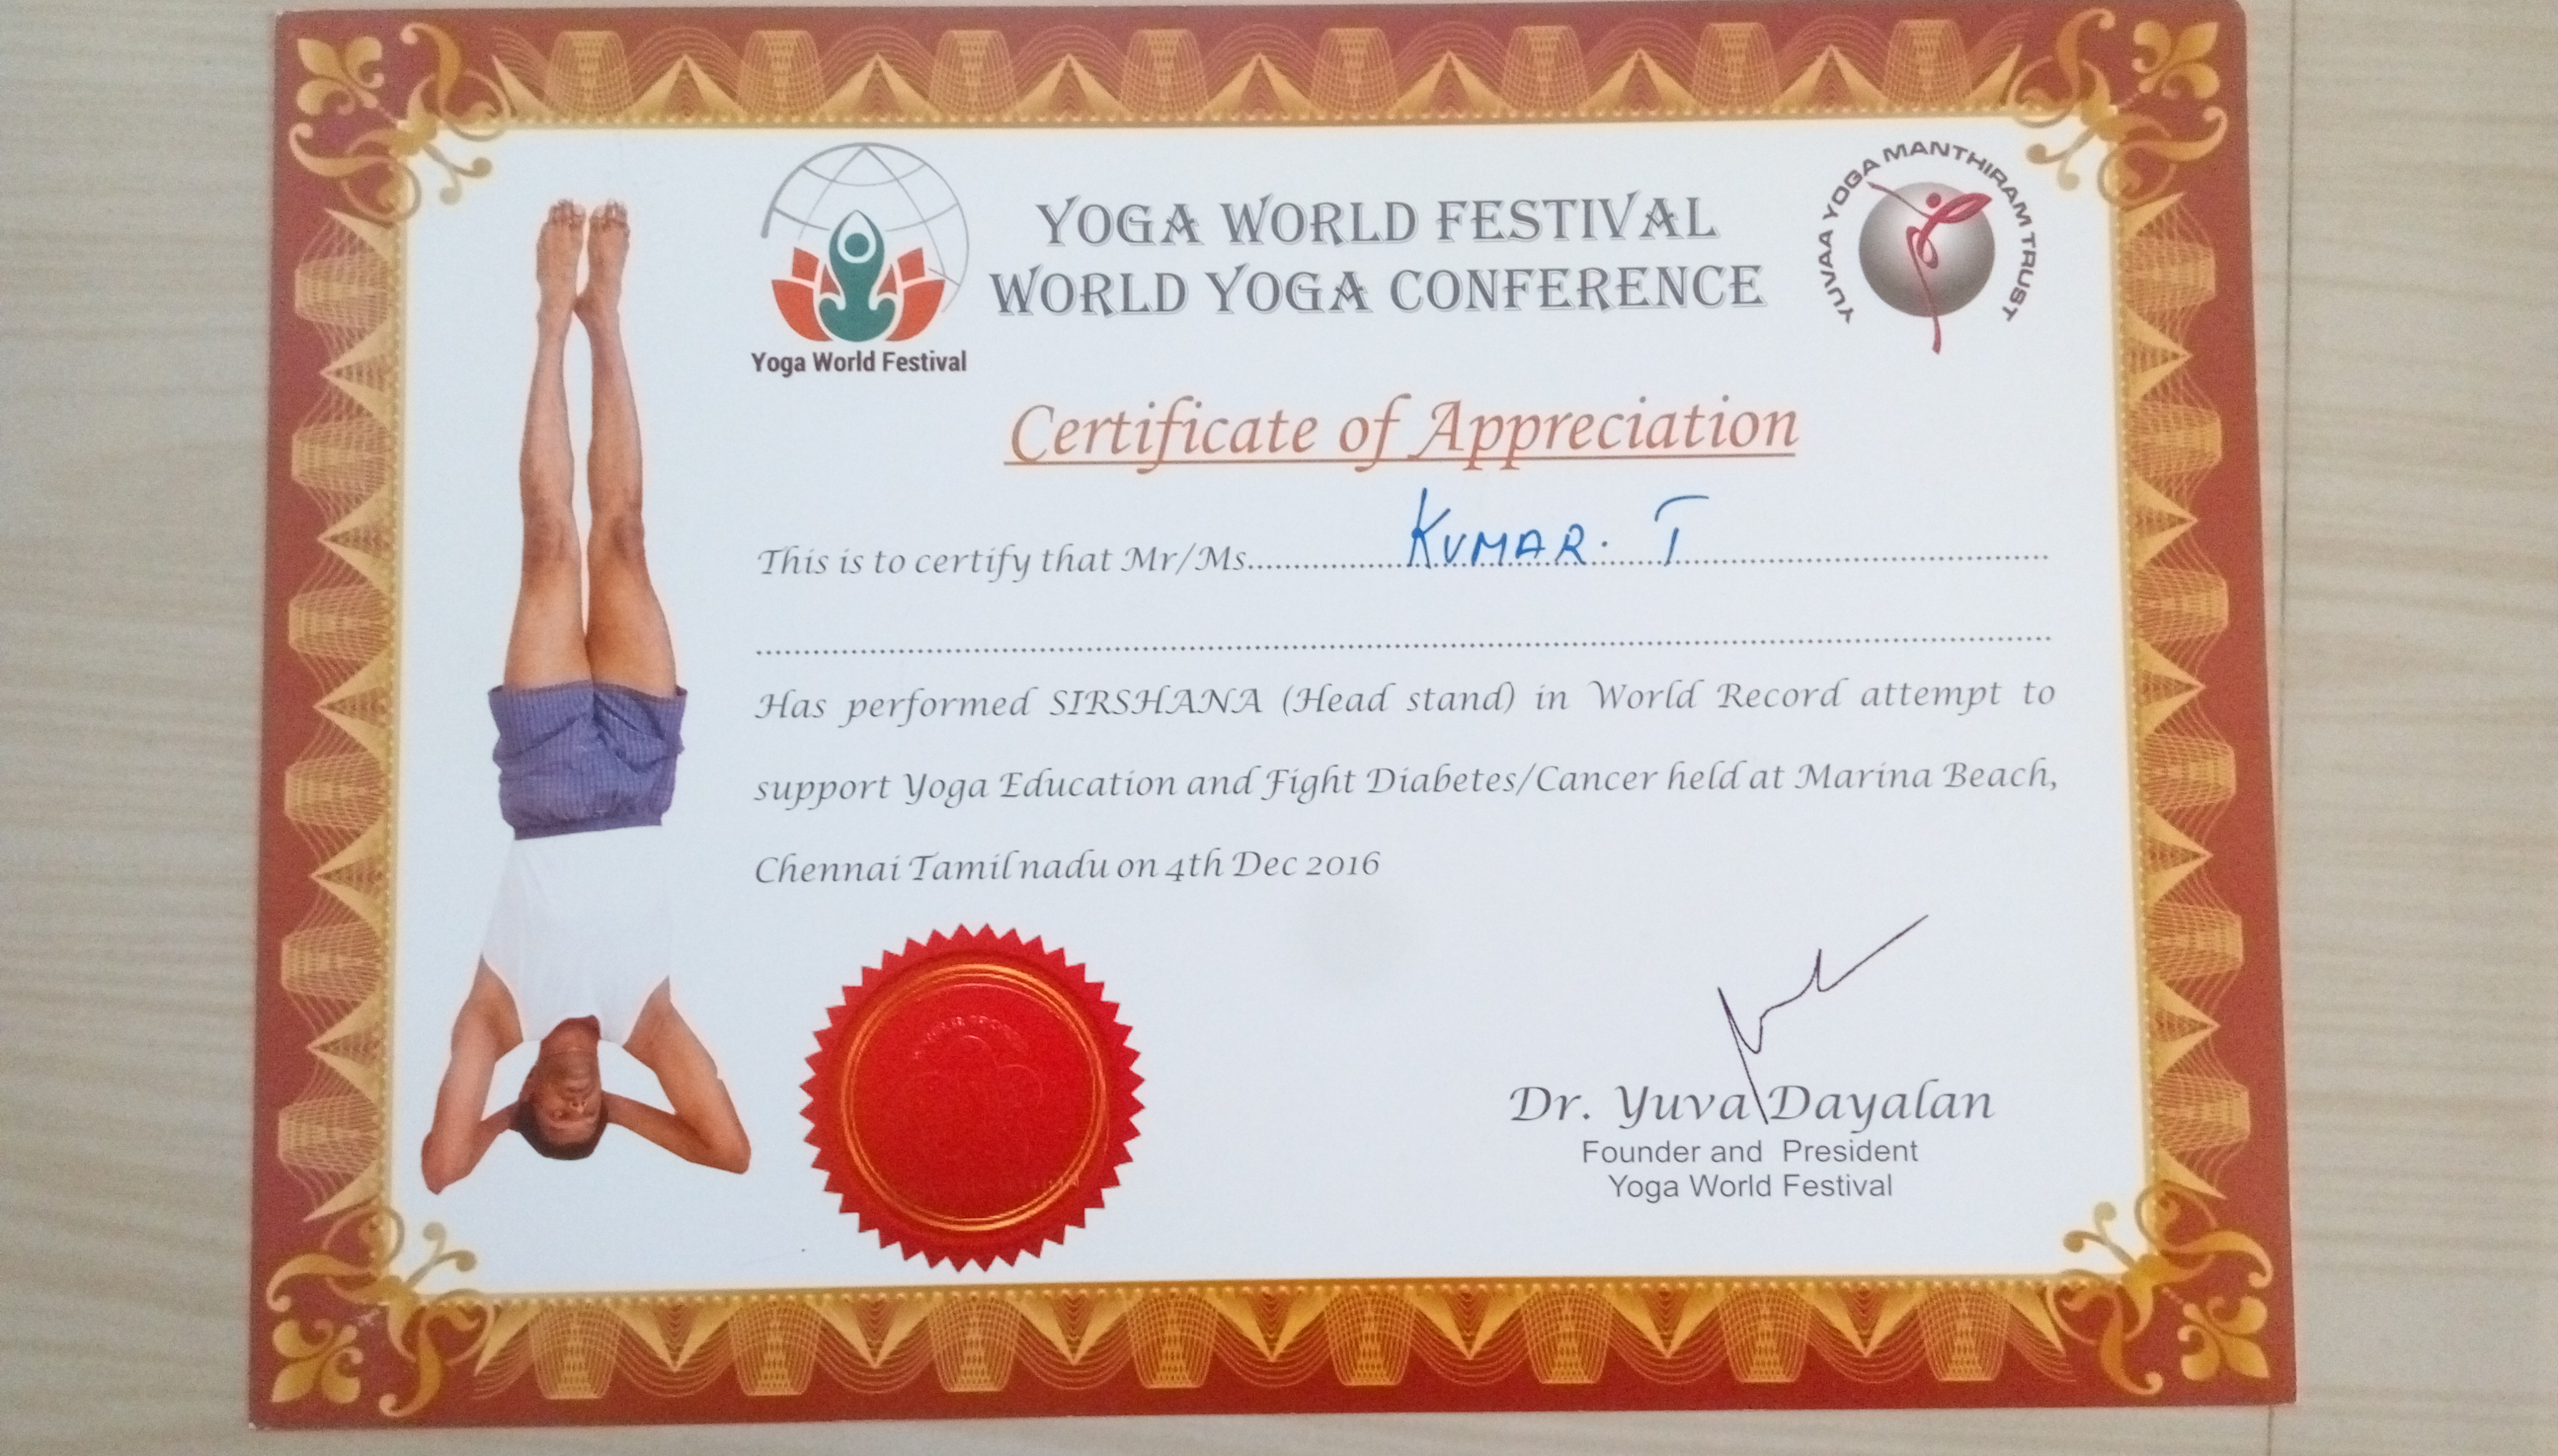 YOGA WORLD FESTIVAL
WORLD YOGA CONFERENCE
Yoga World Festival
YUVAA YOGA MANTHIRAM TRUST
Certificate of Appreciation
This is to certify that Mr/Ms. KUMAR. T
Has performed SIRSHANA (Head stand) in World Record attempt to
support Yoga Education and Fight Diabetes/Cancer held at Marina Beach,
Chennai Tamilnadu on 4th Dec 2016
Dr. Yuva Dayalan
Founder and President
Yoga World Festival